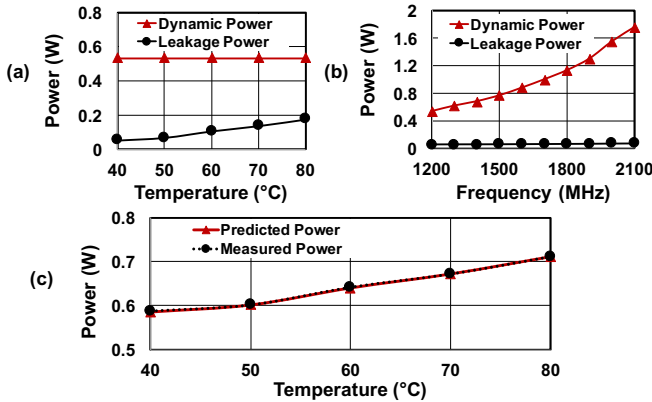 (a)
Power (W)
0.8
0.6
0.4
0.2
0
Dynamic Power
Leakage Power
40 50 60 70 80
Temperature (°C)
(b)
Power (W)
2
1.6
1.2
0.8
0.4
0
Dynamic Power
Leakage Power
1200 1500 1800 2100
Frequency (MHz)
(c)
Power (W)
0.8
0.7
0.6
0.5
Predicted Power
Measured Power
40 50 60 70 80
Temperature (°C)